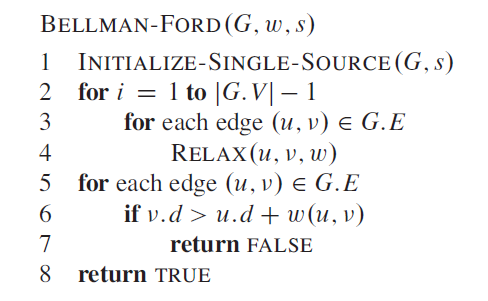 BELLMAN-FORD(G, w, s)
1 INITIALIZE-SINGLE-SOURCE(G, s)
2 for i = 1 to |G.V| − 1
3 for each edge (u, v) ∈ G.E
4 RELAX(u, v, w)
5 for each edge (u, v) ∈ G.E
6 if v.d > u.d + w(u, v)
7 return FALSE
8 return TRUE